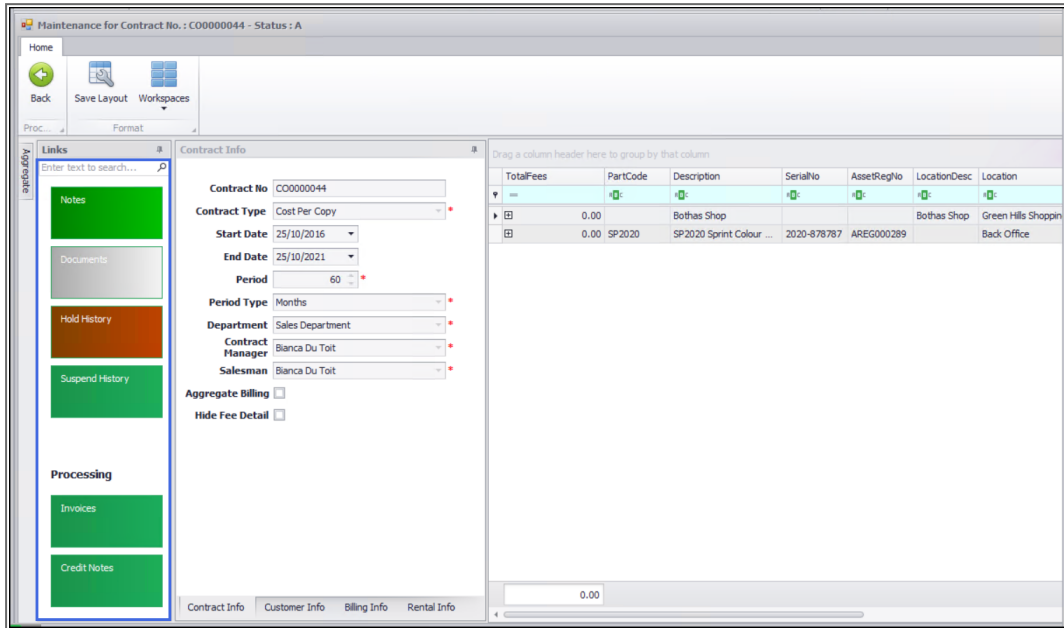 Maintenance for Contract No. : CO0000044 - Status : A
Home
Back
Save Layout
Workspaces
Proc...
Format
Aggregate
Links
Enter text to search...
Notes
Documents
Hold History
Suspend History
Processing
Invoices
Credit Notes
Contract Info
Contract No CO0000044
Contract Type Cost Per Copy *
Start Date 25/10/2016
End Date 25/10/2021
Period 60 *
Period Type Months *
Department Sales Department *
Contract
Manager Bianca Du Toit *
Salesman Bianca Du Toit *
Aggregate Billing
Hide Fee Detail
Contract Info Customer Info Billing Info Rental Info
Drag a column header here to group by that column
TotalFees PartCode Description SerialNo AssetRegNo LocationDesc Location
0.00 Bothas Shop Bothas Shop Green Hills Shoppin
0.00 SP2020 SP2020 Sprint Colour ... 2020-878787 AREG000289 Back Office
0.00